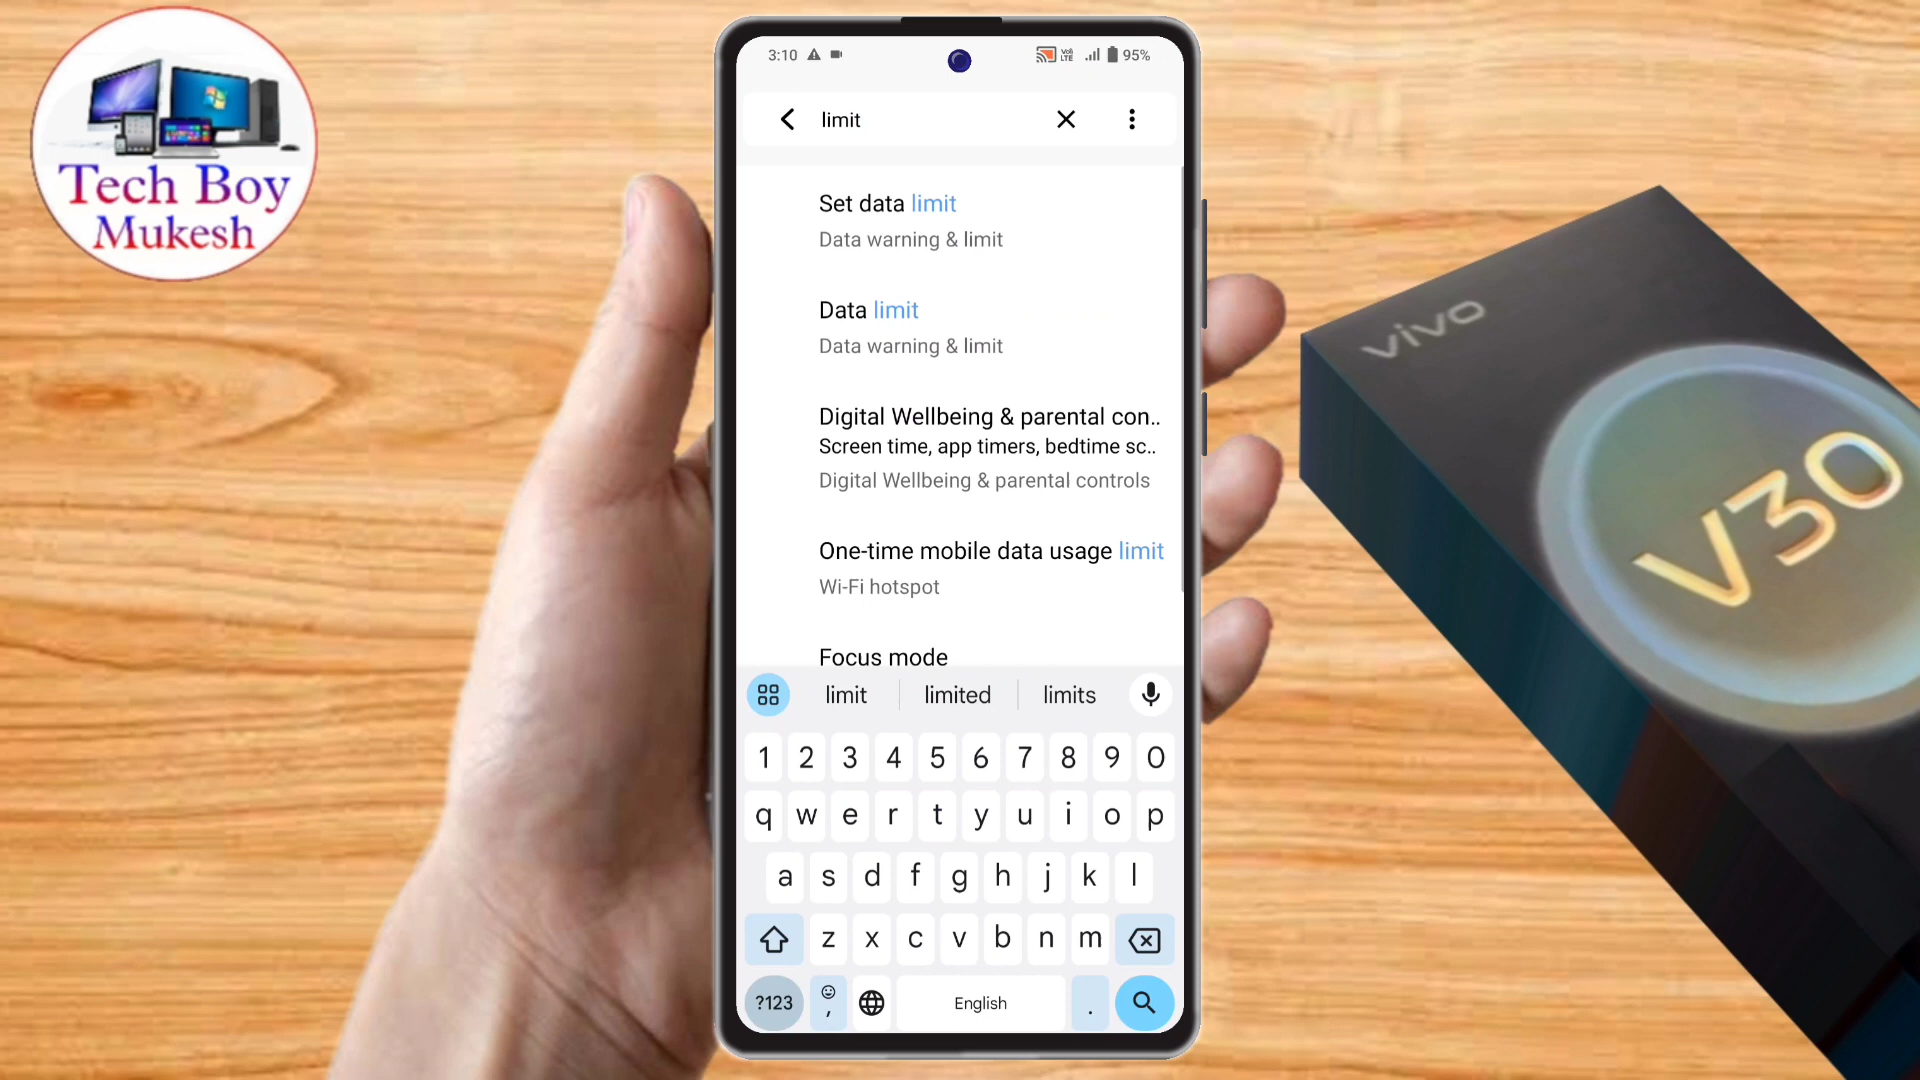 Tech Boy
Mukesh
3:10
VoLTE
95%
limit
Set data limit
Data warning & limit
Data limit
Data warning & limit
Digital Wellbeing & parental con..
Screen time, app timers, bedtime sc..
Digital Wellbeing & parental controls
One-time mobile data usage limit
Wi-Fi hotspot
Focus mode
limit limited limits
1 2 3 4 5 6 7 8 9 0
q w e r t y u i o p
a s d f g h j k l
z x c v b n m
?123 , English .
vivo
V30